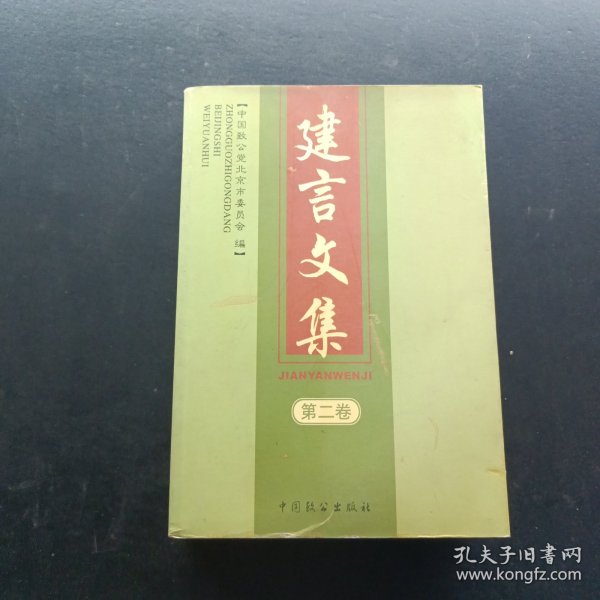 【中国致公党北京市委员会 编】
ZHONGGUOZHIGONGDANG
BEIJINGSHI
WEIYUANHUI
建言文集
JIANYANWENJI
第二卷
中国致公出版社
孔夫子旧书网
www.kongfz.com